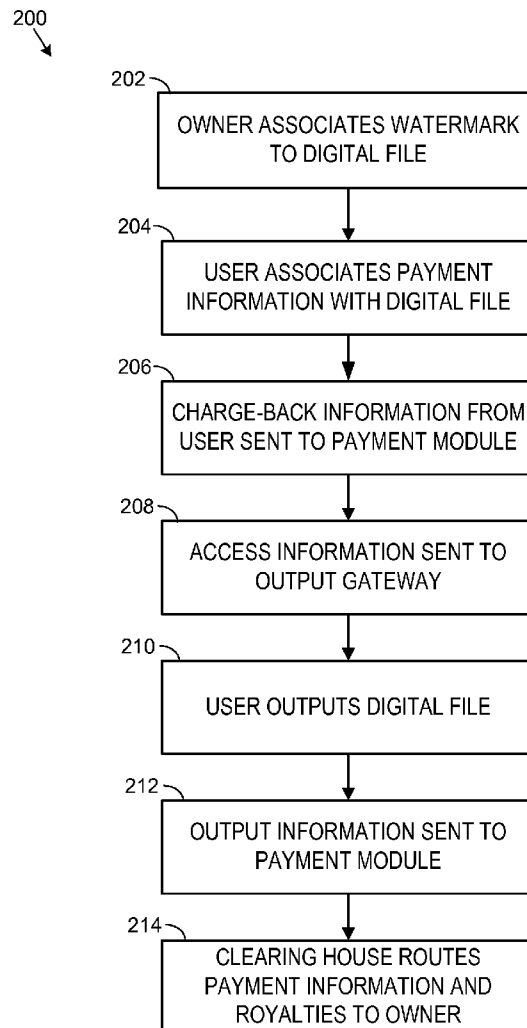 200
202
OWNER ASSOCIATES WATERMARK
TO DIGITAL FILE
204
USER ASSOCIATES PAYMENT
INFORMATION WITH DIGITAL FILE
206
CHARGE-BACK INFORMATION FROM
USER SENT TO PAYMENT MODULE
208
ACCESS INFORMATION SENT TO
OUTPUT GATEWAY
210
USER OUTPUTS DIGITAL FILE
212
OUTPUT INFORMATION SENT TO
PAYMENT MODULE
214
CLEARING HOUSE ROUTES
PAYMENT INFORMATION AND
ROYALTIES TO OWNER